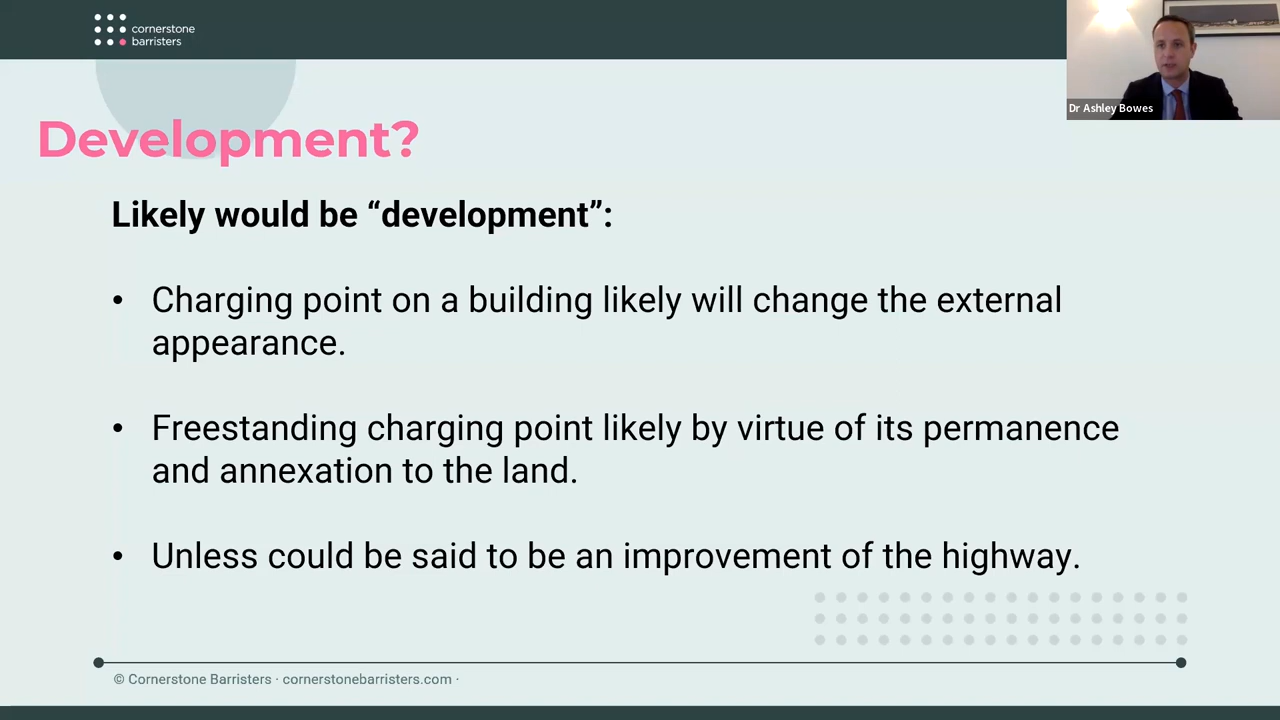 cornerstone
barristers
Dr Ashley Bowes
Development?
Likely would be “development”:
• Charging point on a building likely will change the external
appearance.
• Freestanding charging point likely by virtue of its permanence
and annexation to the land.
• Unless could be said to be an improvement of the highway.
© Cornerstone Barristers · cornerstonebarristers.com ·